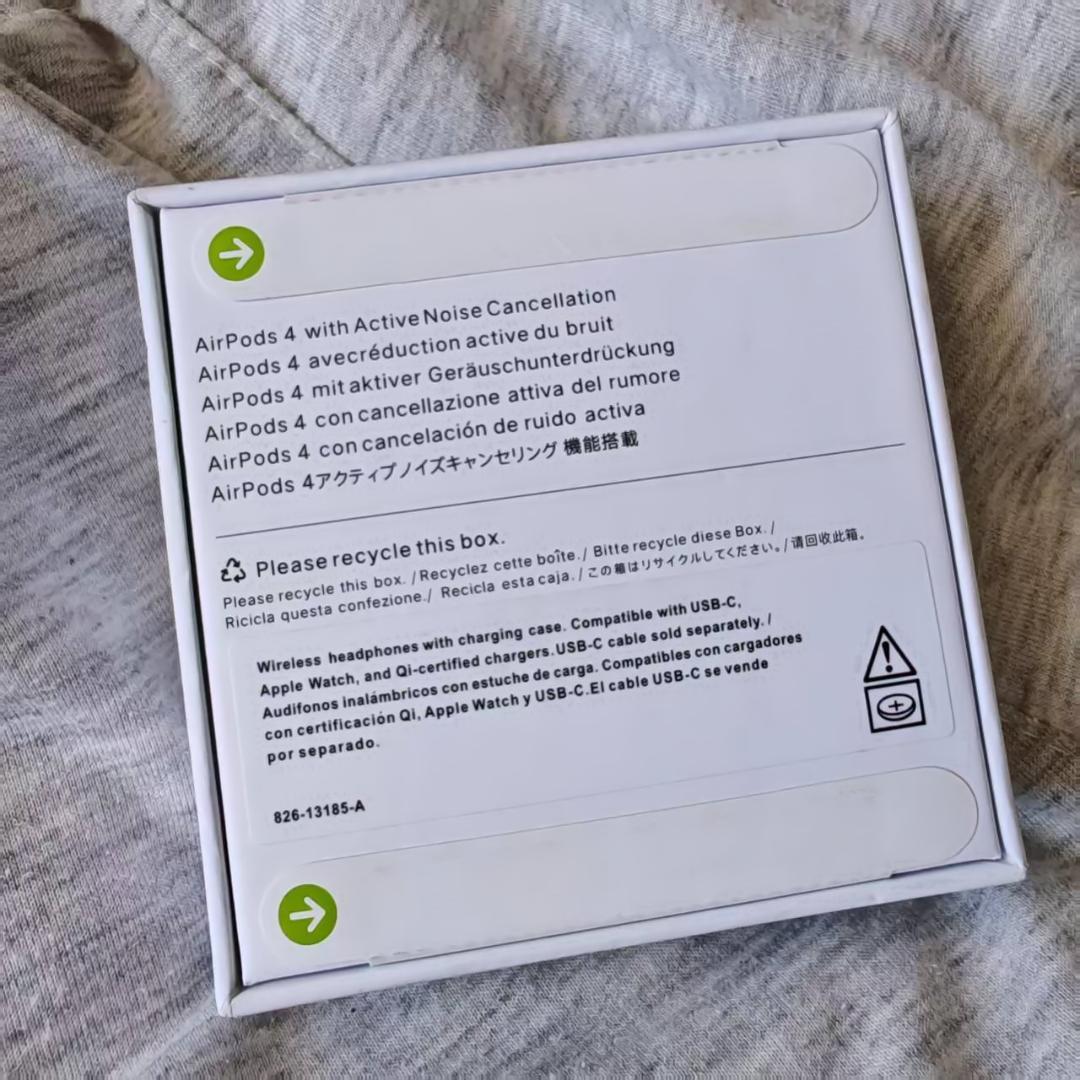 AirPods 4 with Active Noise Cancellation
AirPods 4 avecréduction active du bruit
AirPods 4 mit aktiver Geräuschunterdrückung
AirPods 4 con cancellazione attiva del rumore
AirPods 4 con cancelación de ruido activa
AirPods 4アクティブノイズキャンセリング 機能搭載
Please recycle this box.
Please recycle this box. /Recyclez cette boîte./ Bitte recycle diese Box./
Ricicla questa confezione./ Recicla esta caja./この箱はリサイクルしてください。/请回收此箱。
Wireless headphones with charging case. Compatible with USB-C,
Apple Watch, and Qi-certified chargers.USB-C cable sold separately./
Audifonos inalámbricos con estuche de carga. Compatibles con cargadores
con certificación Qi, Apple Watch y USB-C.El cable USB-C se vende
por separado.
826-13185-A